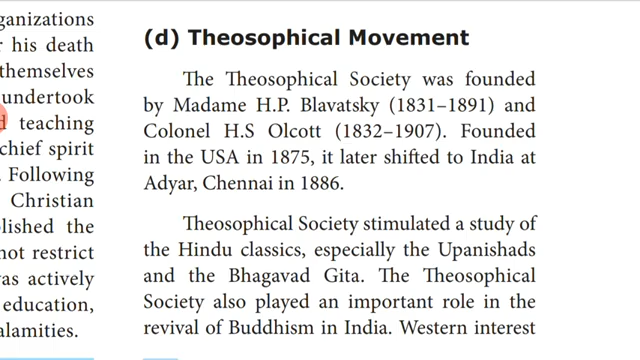 ganizations
his death
themselves
undertook
teaching
chief spirit
Following
Christian
lished the
not restrict
as actively
education,
alamities.
(d) Theosophical Movement
The Theosophical Society was founded
by Madame H.P. Blavatsky (1831–1891) and
Colonel H.S Olcott (1832–1907). Founded
in the USA in 1875, it later shifted to India at
Adyar, Chennai in 1886.
Theosophical Society stimulated a study of
the Hindu classics, especially the Upanishads
and the Bhagavad Gita. The Theosophical
Society also played an important role in the
revival of Buddhism in India. Western interest